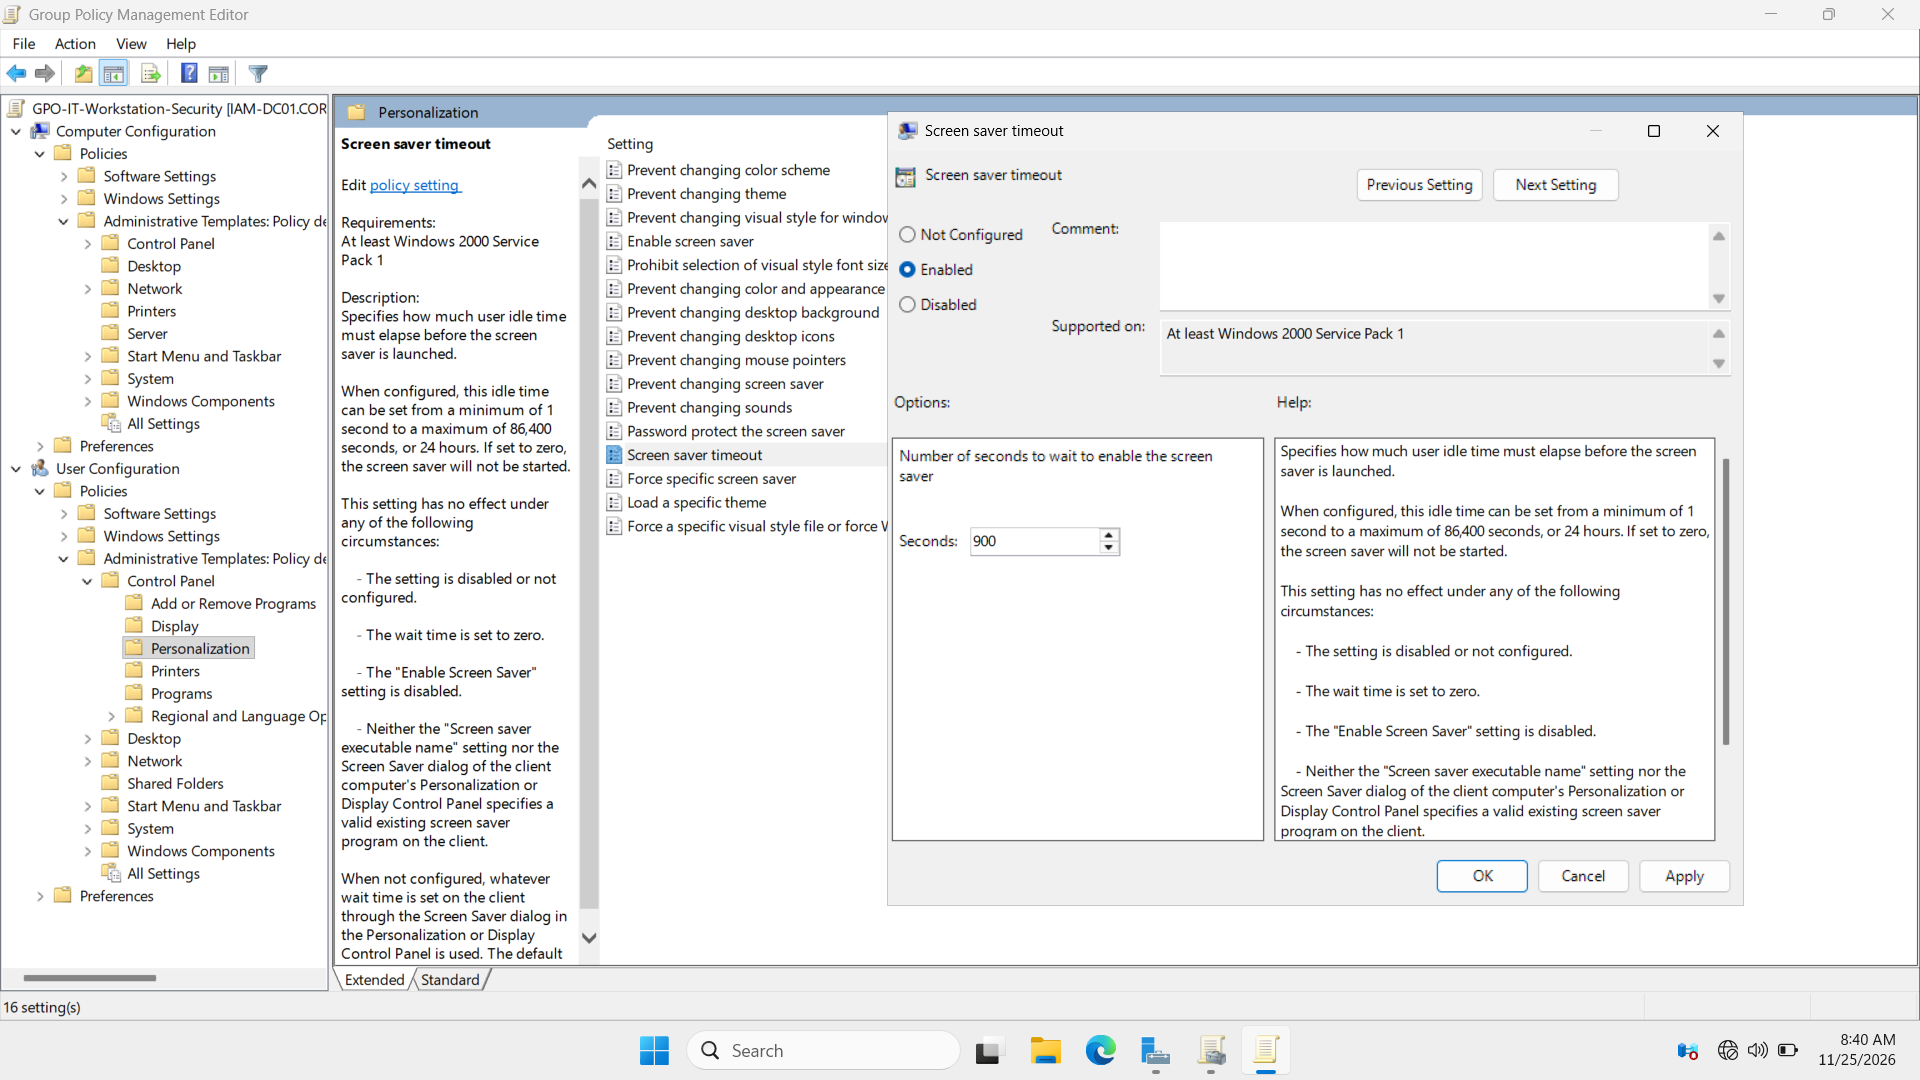 Group Policy Management Editor
File Action View Help
GPO-IT-Workstation-Security [IAM-DC01.COR
Computer Configuration
Policies
Software Settings
Windows Settings
Administrative Templates: Policy de
Control Panel
Desktop
Network
Printers
Server
Start Menu and Taskbar
System
Windows Components
All Settings
Preferences
User Configuration
Policies
Software Settings
Windows Settings
Administrative Templates: Policy de
Control Panel
Add or Remove Programs
Display
Personalization
Printers
Programs
Regional and Language Op
Desktop
Network
Shared Folders
Start Menu and Taskbar
System
Windows Components
All Settings
Preferences
Personalization
Screen saver timeout
Edit policy setting
Requirements:
At least Windows 2000 Service
Pack 1
Description:
Specifies how much user idle time
must elapse before the screen
saver is launched.
When configured, this idle time
can be set from a minimum of 1
second to a maximum of 86,400
seconds, or 24 hours. If set to zero,
the screen saver will not be started.
This setting has no effect under
any of the following
circumstances:
- The setting is disabled or not
configured.
- The wait time is set to zero.
- The "Enable Screen Saver"
setting is disabled.
- Neither the "Screen saver
executable name" setting nor the
Screen Saver dialog of the client
computer's Personalization or
Display Control Panel specifies a
valid existing screen saver
program on the client.
When not configured, whatever
wait time is set on the client
through the Screen Saver dialog in
the Personalization or Display
Control Panel is used. The default
Setting
Prevent changing color scheme
Prevent changing theme
Prevent changing visual style for window
Enable screen saver
Prohibit selection of visual style font size
Prevent changing color and appearance
Prevent changing desktop background
Prevent changing desktop icons
Prevent changing mouse pointers
Prevent changing screen saver
Prevent changing sounds
Password protect the screen saver
Screen saver timeout
Force specific screen saver
Load a specific theme
Force a specific visual style file or force W
Extended Standard
16 setting(s)
Screen saver timeout
Screen saver timeout
Previous Setting Next Setting
Not Configured
Enabled
Disabled
Comment:
Supported on:
At least Windows 2000 Service Pack 1
Options:
Help:
Number of seconds to wait to enable the screen
saver
Seconds: 900
Specifies how much user idle time must elapse before the screen
saver is launched.
When configured, this idle time can be set from a minimum of 1
second to a maximum of 86,400 seconds, or 24 hours. If set to zero,
the screen saver will not be started.
This setting has no effect under any of the following
circumstances:
- The setting is disabled or not configured.
- The wait time is set to zero.
- The "Enable Screen Saver" setting is disabled.
- Neither the "Screen saver executable name" setting nor the
Screen Saver dialog of the client computer's Personalization or
Display Control Panel specifies a valid existing screen saver
program on the client.
OK Cancel Apply
Search
8:40 AM
11/25/2026